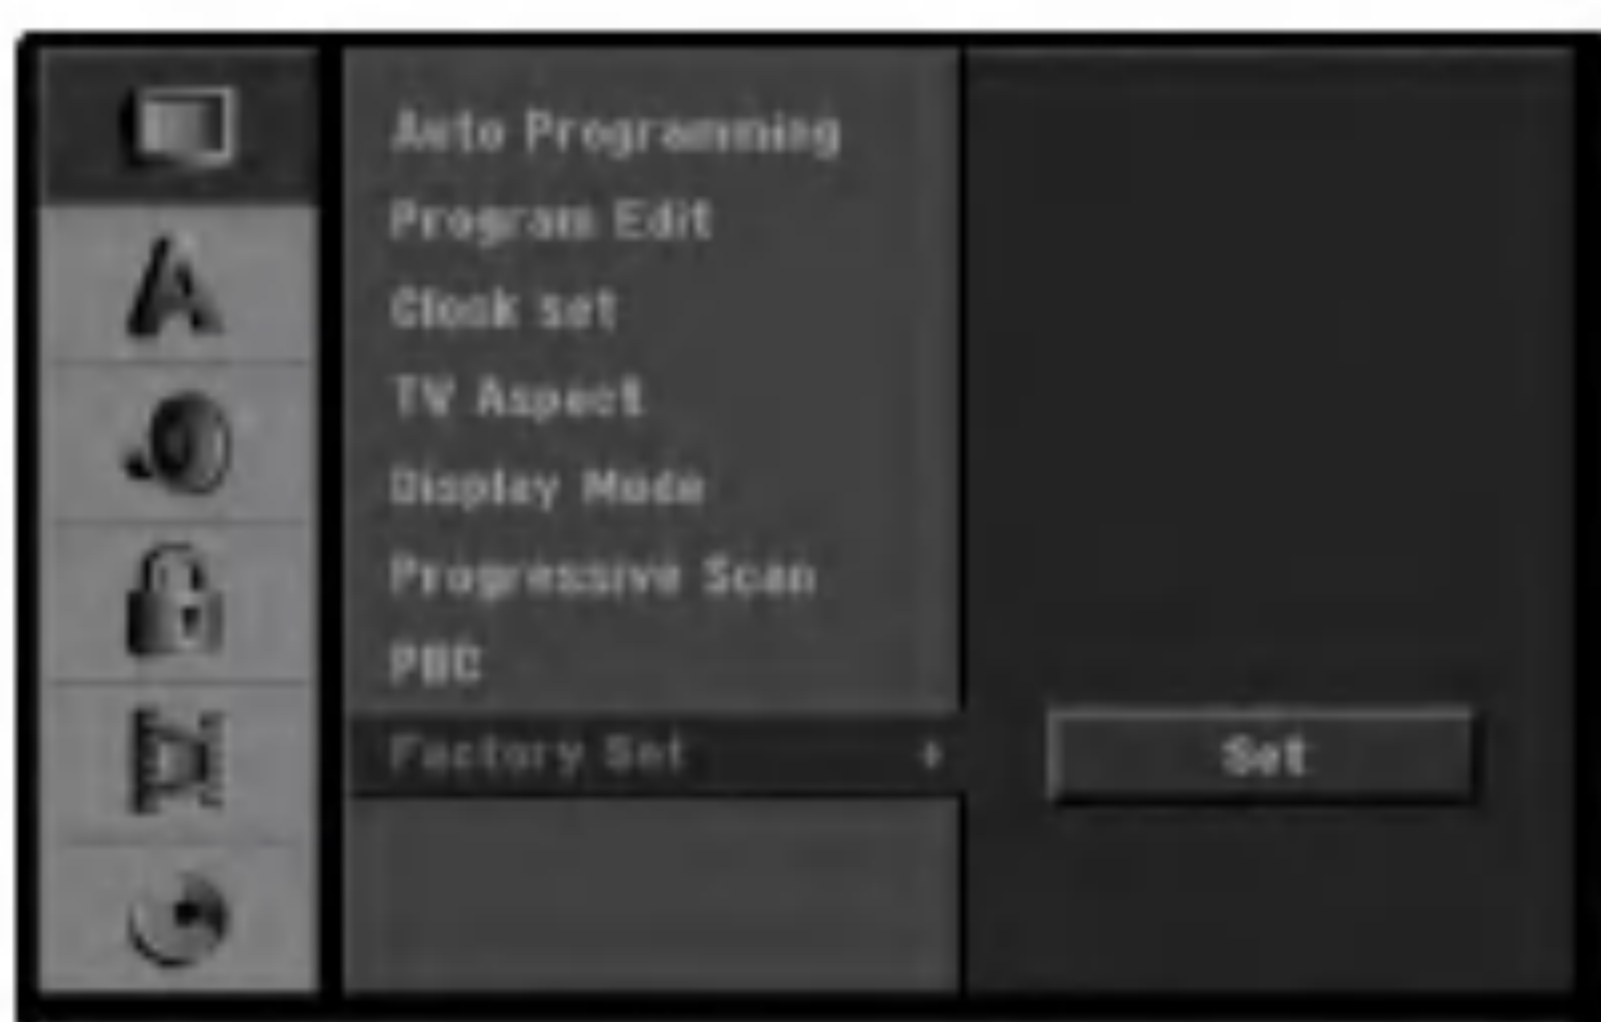 Auto Programming
Program Edit
Clock set
TV Aspect
Display Mode
Progressive Scan
PBC
Factory Set
Set